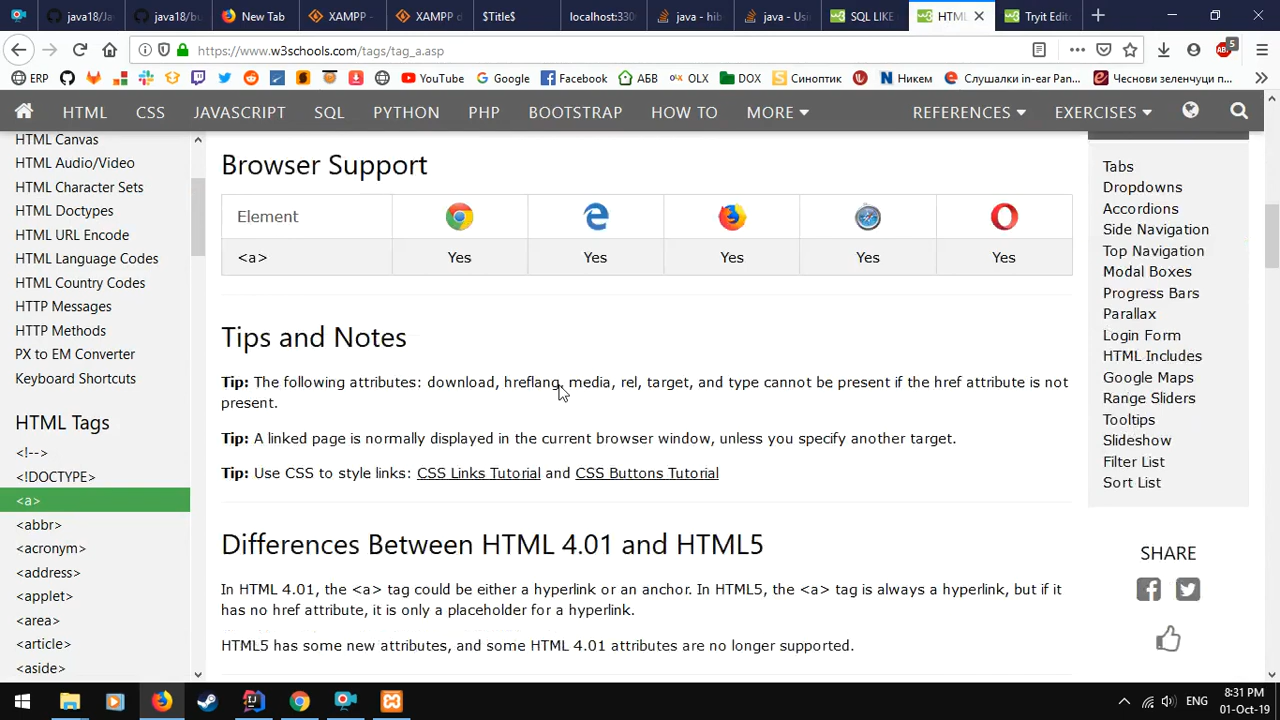 java18/Ja
java18/bu
New Tab
XAMPP -
XAMPP d
$Title$
localhost:330
java - hib
java - Usi
SQL LIKE
HTML
Tryit Edit
https://www.w3schools.com/tags/tag_a.asp
5
ERP
YouTube
Google
Facebook
АБВ
OLX
DOX
Синоптик
Никем
Слушалки in-ear Pan...
Чеснови зеленчуци п...
HTML
CSS
JAVASCRIPT
SQL
PYTHON
PHP
BOOTSTRAP
HOW TO
MORE
REFERENCES
EXERCISES
HTML Canvas
HTML Audio/Video
HTML Character Sets
HTML Doctypes
HTML URL Encode
HTML Language Codes
HTML Country Codes
HTTP Messages
HTTP Methods
PX to EM Converter
Keyboard Shortcuts
HTML Tags
<!-->
<!DOCTYPE>
<a>
<abbr>
<acronym>
<address>
<applet>
<area>
<article>
<aside>
Browser Support
Element
<a> Yes Yes Yes Yes Yes
Tips and Notes
Tip: The following attributes: download, hreflang, media, rel, target, and type cannot be present if the href attribute is not
present.
Tip: A linked page is normally displayed in the current browser window, unless you specify another target.
Tip: Use CSS to style links: CSS Links Tutorial and CSS Buttons Tutorial
Differences Between HTML 4.01 and HTML5
In HTML 4.01, the <a> tag could be either a hyperlink or an anchor. In HTML5, the <a> tag is always a hyperlink, but if it
has no href attribute, it is only a placeholder for a hyperlink.
HTML5 has some new attributes, and some HTML 4.01 attributes are no longer supported.
Tabs
Dropdowns
Accordions
Side Navigation
Top Navigation
Modal Boxes
Progress Bars
Parallax
Login Form
HTML Includes
Google Maps
Range Sliders
Tooltips
Slideshow
Filter List
Sort List
SHARE
ENG
8:31 PM
01-Oct-19